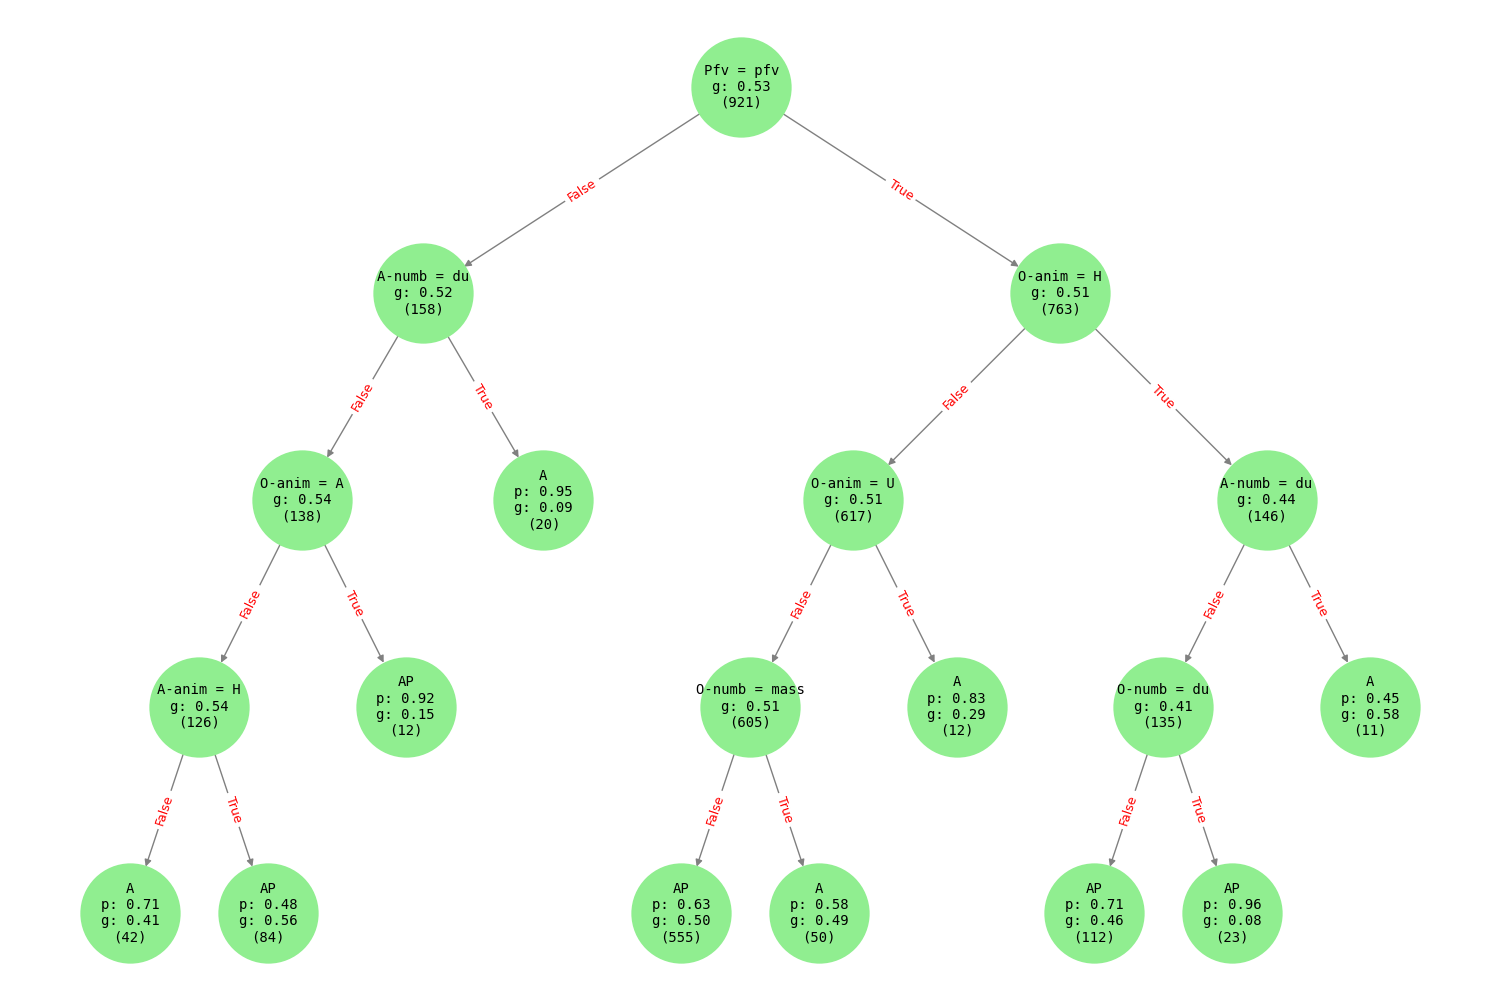 Pfv = pfv
g: 0.53
(921)
False
True
A-numb = du
g: 0.52
(158)
O-anim = H
g: 0.51
(763)
False
True
False
True
O-anim = A
g: 0.54
(138)
A
p: 0.95
g: 0.09
(20)
O-anim = U
g: 0.51
(617)
A-numb = du
g: 0.44
(146)
False
True
False
True
False
True
A-anim = H
g: 0.54
(126)
AP
p: 0.92
g: 0.15
(12)
O-numb = mass
g: 0.51
(605)
A
p: 0.83
g: 0.29
(12)
O-numb = du
g: 0.41
(135)
A
p: 0.45
g: 0.58
(11)
False
True
False
True
False
True
A
p: 0.71
g: 0.41
(42)
AP
p: 0.48
g: 0.56
(84)
AP
p: 0.63
g: 0.50
(555)
A
p: 0.58
g: 0.49
(50)
AP
p: 0.71
g: 0.46
(112)
AP
p: 0.96
g: 0.08
(23)